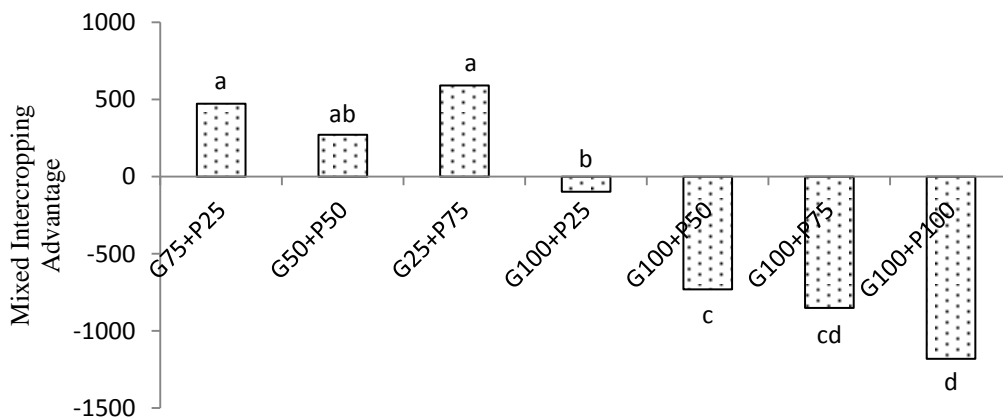 1000
500
0
-500
-1000
-1500
Mixed Intercropping
Advantage
a
ab
a
b
c
cd
d
G75+P25
G50+P50
G25+P75
G100+P25
G100+P50
G100+P75
G100+P100